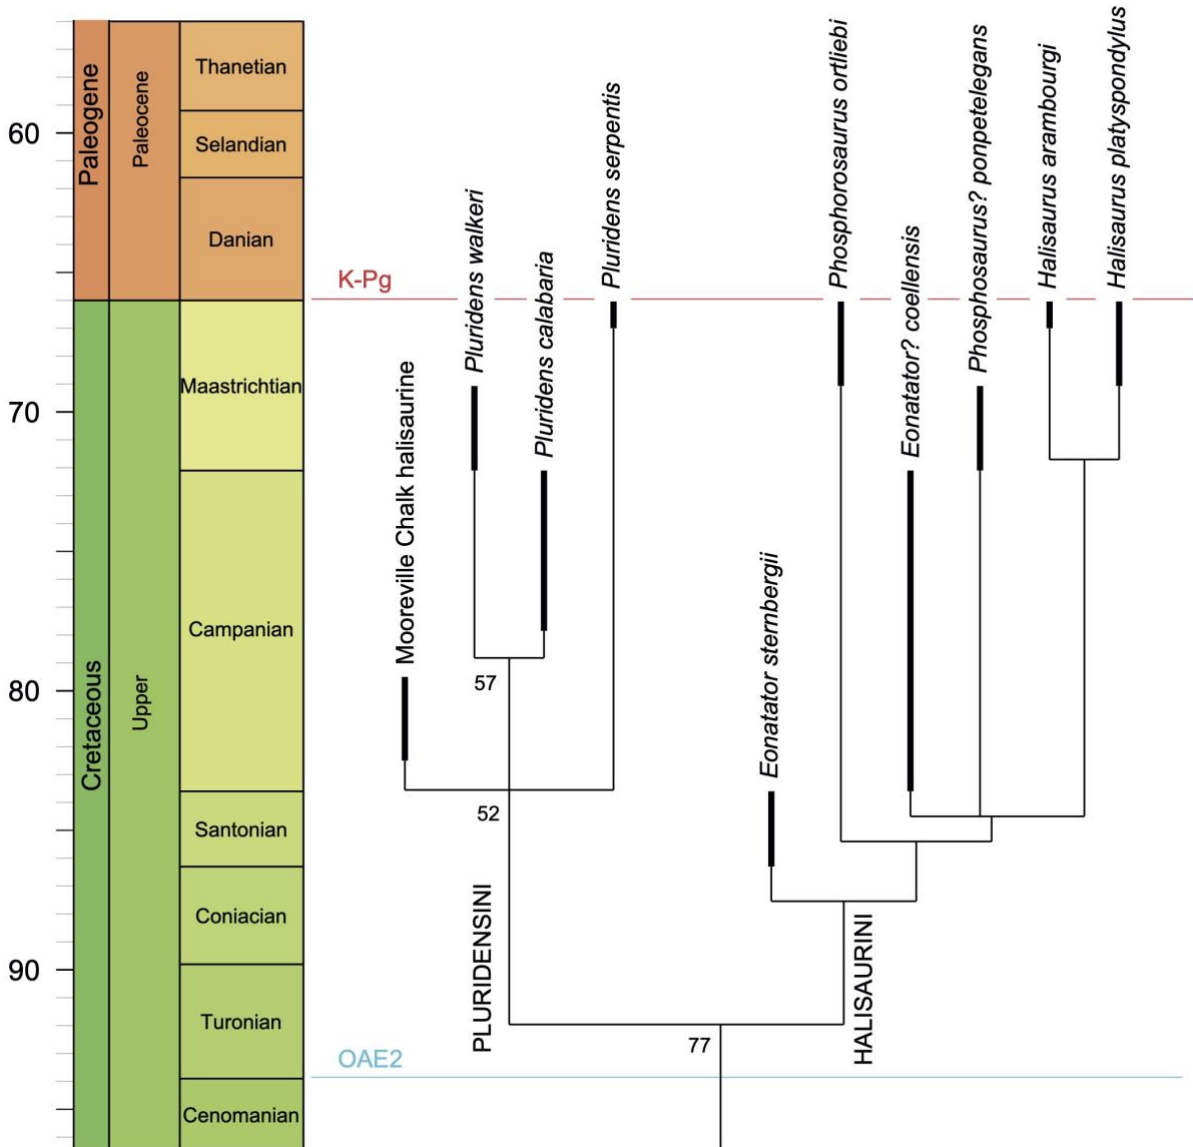 60
70
80
90
Paleogene
Cretaceous
Paleocene
Upper
Thanetian
Selandian
Danian
Maastrichtian
Campanian
Santonian
Coniacian
Turonian
Cenomanian
K-Pg
OAE2
Mooreville Chalk halisaurine
Pluridens walkeri
Pluridens calabaria
Pluridens serpentis
Eonatator sternbergii
Phosphorosaurus ortliebi
Eonatator? coellensis
Phosphosaurus? ponpetelegans
Halisaurus arambourgi
Halisaurus platyspondylus
57
52
77
PLURIDENSINI
HALISAURINI